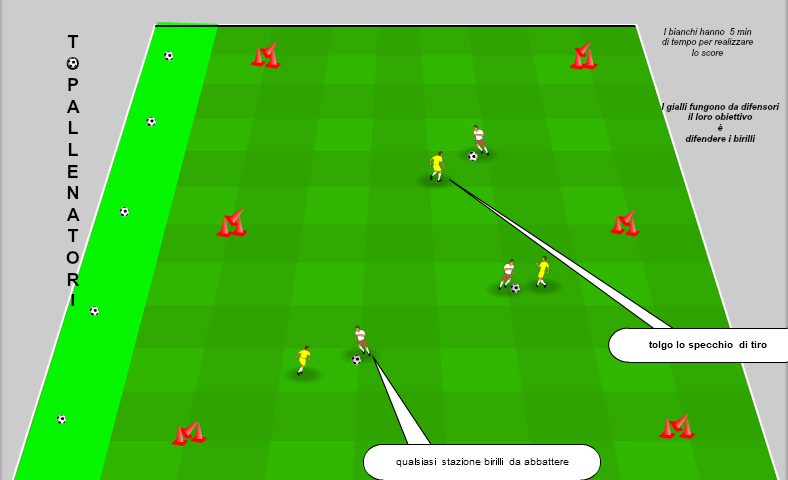 TOPALLENATORI
I bianchi hanno 5 min
di tempo per realizzare
lo score
I gialli fungono da difensori
il loro obiettivo
è
difendere i birilli
tolgo lo specchio di tiro
qualsiasi stazione birilli da abbattere